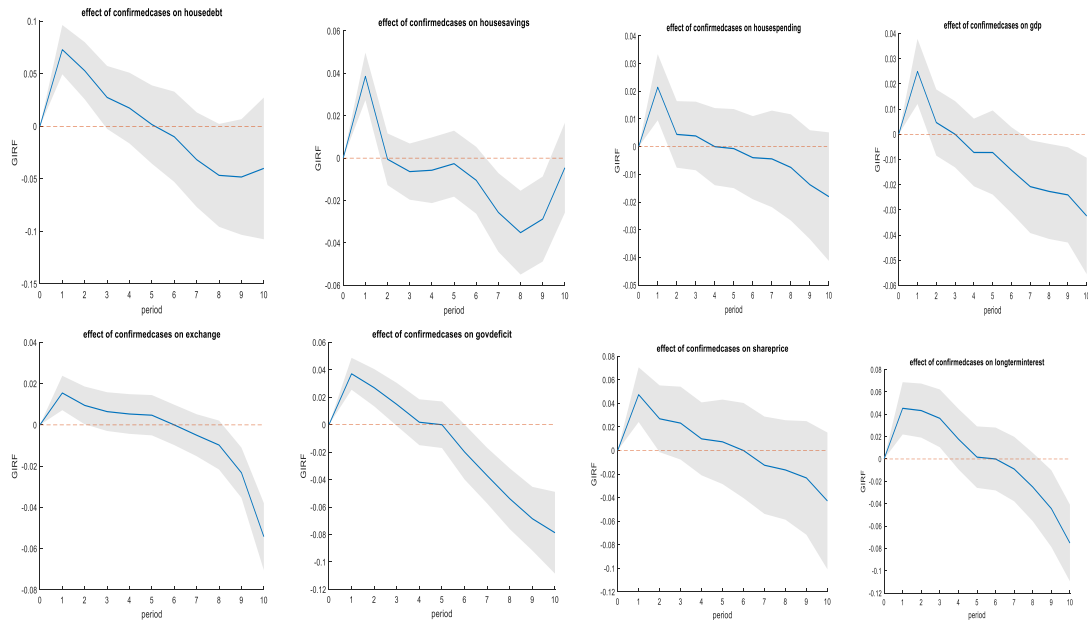 effect of confirmedcases on housedebt
0.1
0.05
0
-0.05
-0.1
-0.15
GIRF
0 1 2 3 4 5 6 7 8 9 10
period
effect of confirmedcases on housesavings
0.06
0.04
0.02
0
-0.02
-0.04
-0.06
GIRF
0 1 2 3 4 5 6 7 8 9 10
period
effect of confirmedcases on housespending
0.04
0.03
0.02
0.01
0
-0.01
-0.02
-0.03
-0.04
-0.05
GIRF
0 1 2 3 4 5 6 7 8 9 10
period
effect of confirmedcases on gdp
0.04
0.03
0.02
0.01
0
-0.01
-0.02
-0.03
-0.04
-0.05
-0.06
GIRF
0 1 2 3 4 5 6 7 8 9 10
period
effect of confirmedcases on exchange
0.04
0.02
0
-0.02
-0.04
-0.06
-0.08
GIRF
0 1 2 3 4 5 6 7 8 9 10
period
effect of confirmedcases on govdeficit
0.06
0.04
0.02
0
-0.02
-0.04
-0.06
-0.08
-0.1
-0.12
GIRF
0 1 2 3 4 5 6 7 8 9 10
period
effect of confirmedcases on shareprice
0.08
0.06
0.04
0.02
0
-0.02
-0.04
-0.06
-0.08
-0.1
-0.12
GIRF
0 1 2 3 4 5 6 7 8 9 10
period
effect of confirmedcases on longterminterest
0.08
0.06
0.04
0.02
0
-0.02
-0.04
-0.06
-0.08
-0.1
-0.12
GIRF
0 1 2 3 4 5 6 7 8 9 10
period